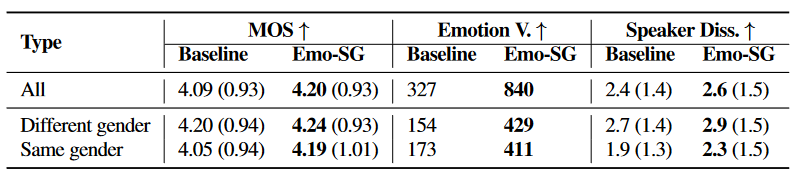 Type MOS ↑ Emotion V. ↑ Speaker Diss. ↑
Baseline Emo-SG Baseline Emo-SG Baseline Emo-SG
All 4.09 (0.93) 4.20 (0.93) 327 840 2.4 (1.4) 2.6 (1.5)
Different gender 4.20 (0.94) 4.24 (0.93) 154 429 2.7 (1.4) 2.9 (1.5)
Same gender 4.05 (0.94) 4.19 (1.01) 173 411 1.9 (1.3) 2.3 (1.5)